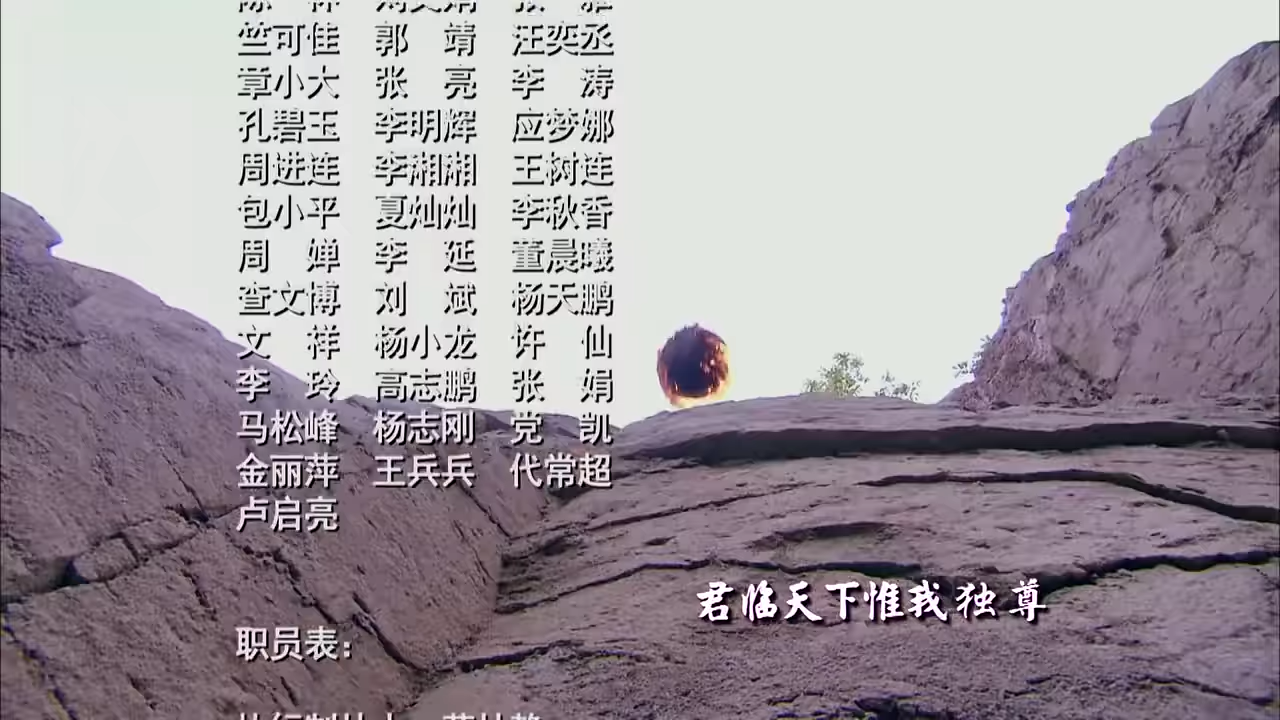 竺可佳 郭靖 汪奕丞
章小大 张亮 李涛
孔碧玉 李明辉 应梦娜
周进连 李湘湘 王树连
包小平 夏灿灿 李秋香
周婵 李延 董晨曦
查文博 刘斌 杨天鹏
文祥 杨小龙 许仙
李玲 高志鹏 张娟
马松峰 杨志刚 党凯
金丽萍 王兵兵 代常超
卢启亮
君临天下惟我独尊
职员表：